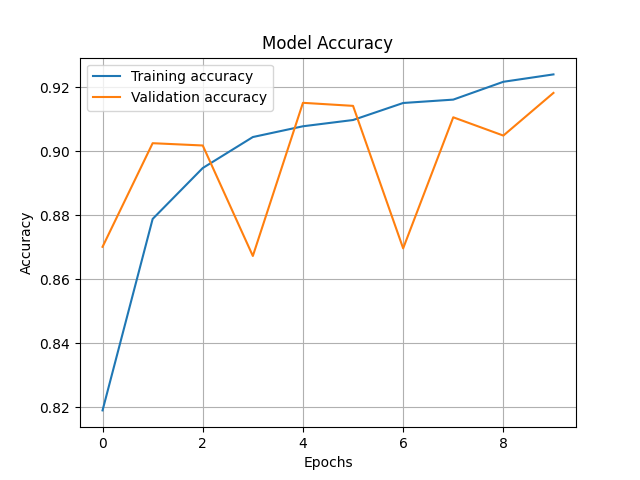 Model Accuracy
Training accuracy
Validation accuracy
0.92
0.90
0.88
0.86
0.84
0.82
Accuracy
0 2 4 6 8
Epochs